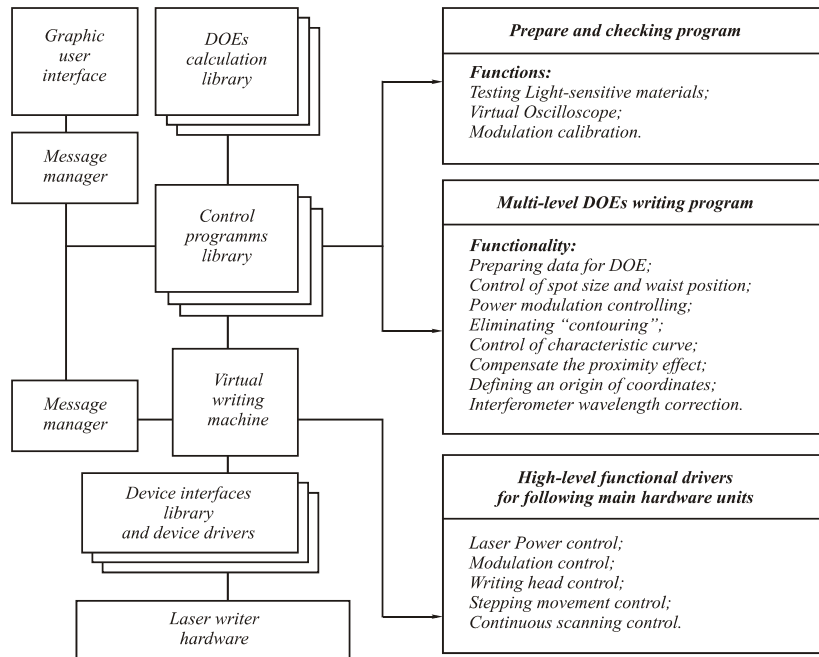 Graphic
user
interface
DOEs
calculation
library
Message
manager
Control
programms
library
Message
manager
Virtual
writing
machine
Device interfaces
library
and device drivers
Laser writer
hardware
Prepare and checking program
Functions:
Testing Light-sensitive materials;
Virtual Oscilloscope;
Modulation calibration.
Multi-level DOEs writing program
Functionality:
Preparing data for DOE;
Control of spot size and waist position;
Power modulation controlling;
Eliminating “contouring”;
Control of characteristic curve;
Compensate the proximity effect;
Defining an origin of coordinates;
Interferometer wavelength correction.
High-level functional drivers
for following main hardware units
Laser Power control;
Modulation control;
Writing head control;
Stepping movement control;
Continuous scanning control.